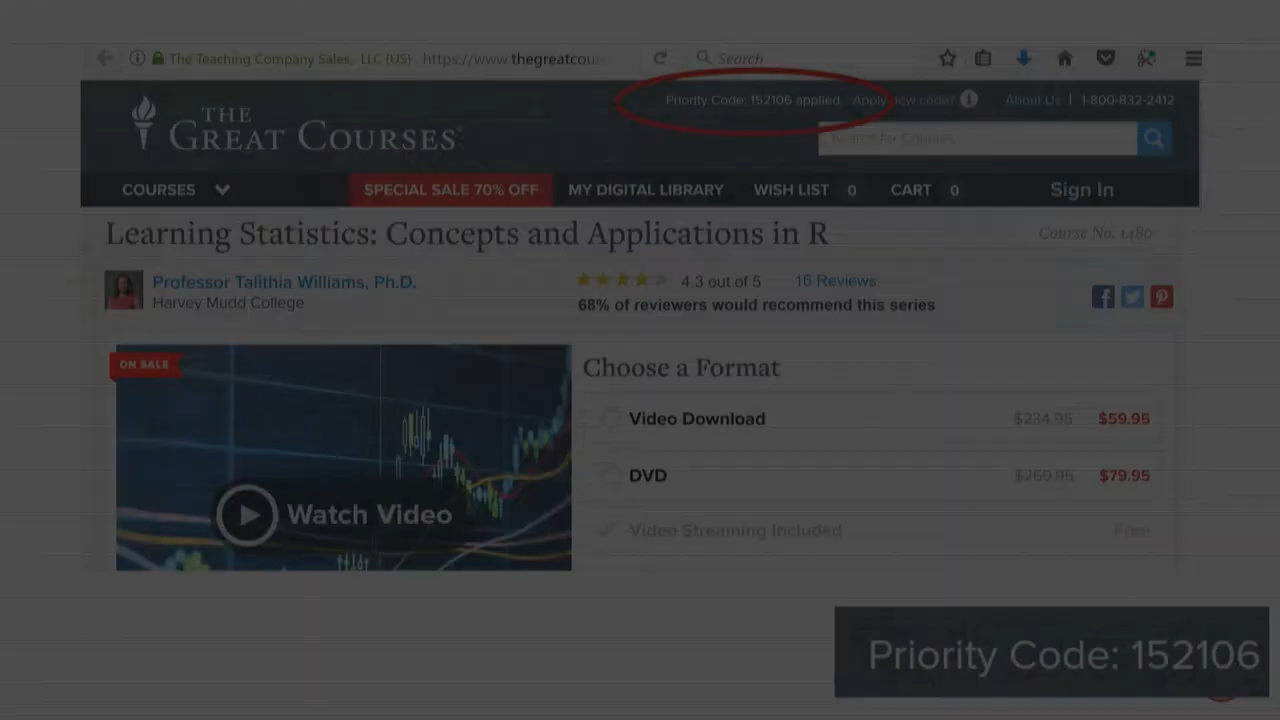 The Teaching Company Sales, LLC (US) https://www.thegreatcour
Search
Priority Code: 152106 applied. Apply new code? About Us | 1-800-832-2412
THE
GREAT COURSES
Search for Courses
COURSES SPECIAL SALE 70% OFF MY DIGITAL LIBRARY WISH LIST 0 CART 0 Sign In
Learning Statistics: Concepts and Applications in R
Course No. 1480
Professor Talithia Williams, Ph.D.
Harvey Mudd College
4.3 out of 5 16 Reviews
68% of reviewers would recommend this series
ON SALE
Watch Video
Choose a Format
Video Download $234.95 $59.95
DVD $269.95 $79.95
Video Streaming Included Free
Priority Code: 152106